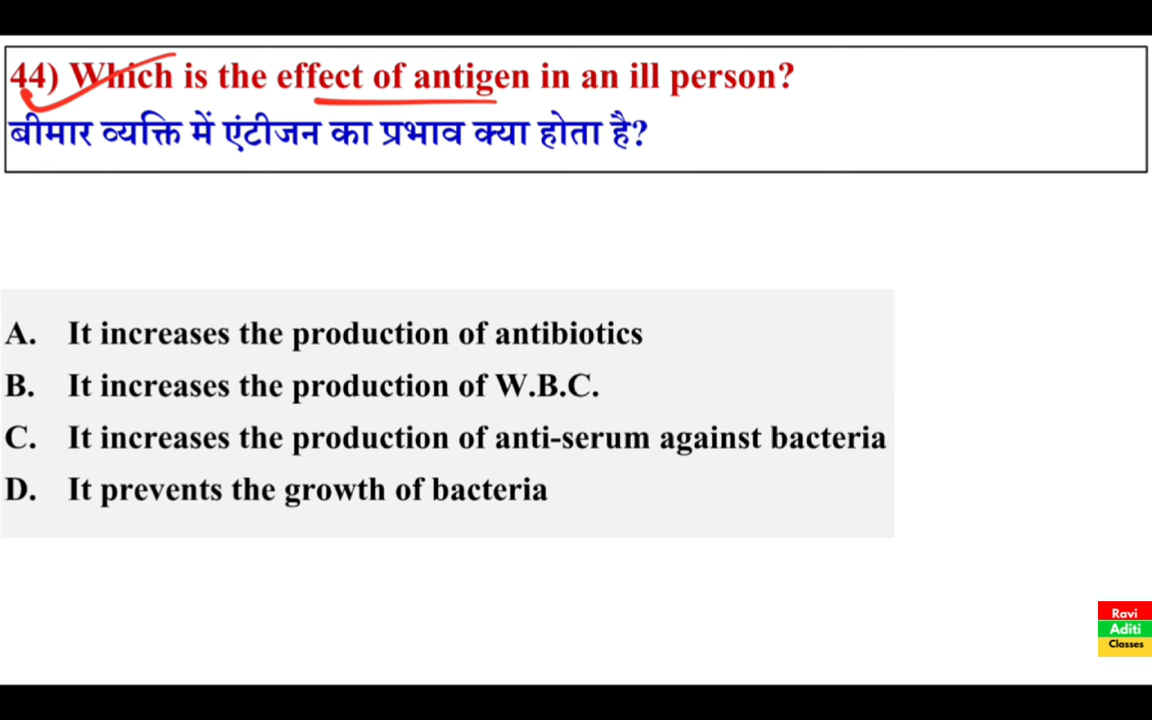 44) Which is the effect of antigen in an ill person?
बीमार व्यक्ति में एंटीजन का प्रभाव क्या होता है?
A. It increases the production of antibiotics
B. It increases the production of W.B.C.
C. It increases the production of anti-serum against bacteria
D. It prevents the growth of bacteria
Ravi
Aditi
Classes